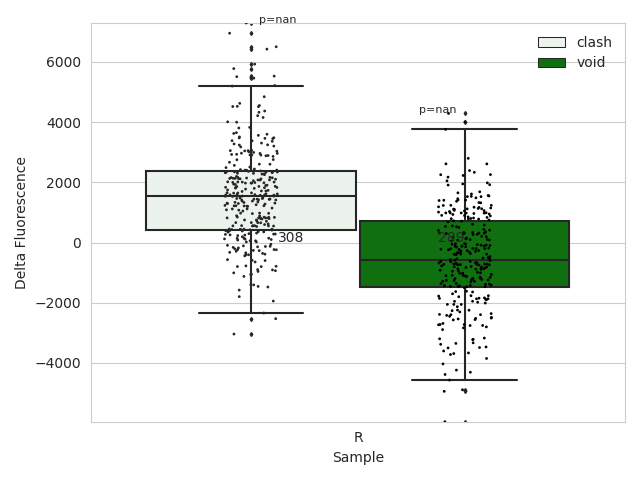 p=nan
clash
void
p=nan
6000
4000
2000
0
−2000
−4000
Delta Fluorescence
308
R
Sample